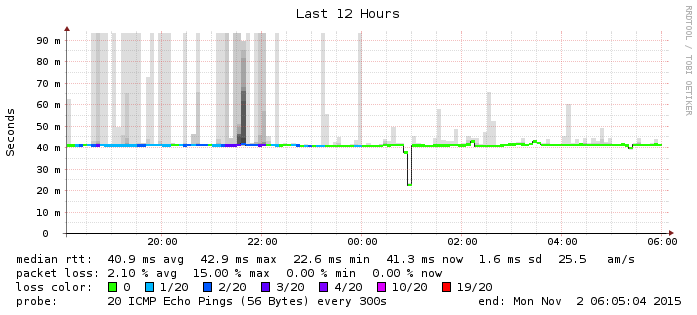 Last 12 Hours
RRDTOOL / TOBI OETIKER
Seconds
90 m
80 m
70 m
60 m
50 m
40 m
30 m
20 m
10 m
0
20:00 22:00 00:00 02:00 04:00 06:00
median rtt: 40.9 ms avg 42.9 ms max 22.6 ms min 41.3 ms now 1.6 ms sd 25.5 am/s
packet loss: 2.10 % avg 15.00 % max 0.00 % min 0.00 % now
loss color: 0 1/20 2/20 3/20 4/20 10/20 19/20
probe: 20 ICMP Echo Pings (56 Bytes) every 300s end: Mon Nov 2 06:05:04 2015